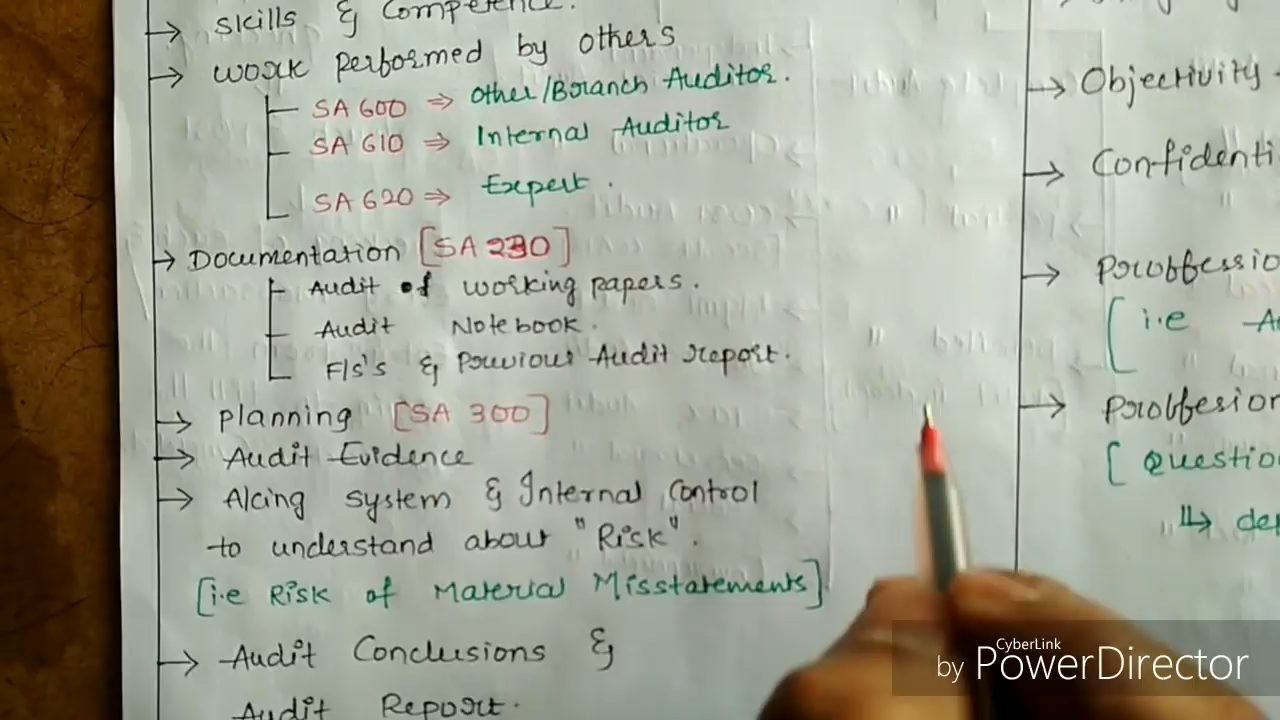 → Skills & Competence.
→ Work performed by others
SA 600 ⇒ Other/Branch Auditor.
SA 610 ⇒ Internal Auditor
SA 620 ⇒ Expert.
→ Documentation [SA 230]
Audit of working papers.
Audit Notebook.
F/s's & Previous Audit report.
→ Planning [SA 300]
→ Audit Evidence
→ A/cing System & Internal Control
to understand about "Risk".
[i.e Risk of Material Misstatements]
→ Audit Conclusions &
Audit Report.
→ Objectivity
→ Confidenti
→ Proffessio
[i.e
→ Proffesion
[Questio
CyberLink
by PowerDirector